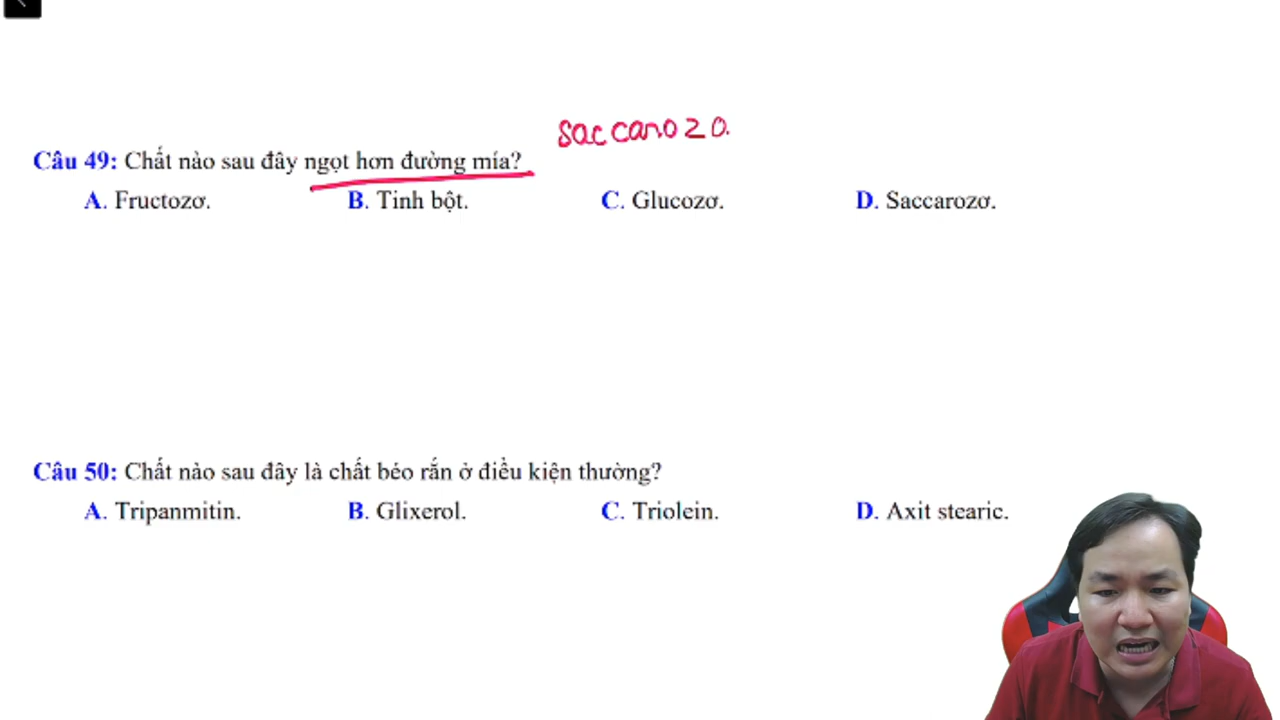 saccarozơ.
Câu 49: Chất nào sau đây ngọt hơn đường mía?
A. Fructozơ. B. Tinh bột. C. Glucozơ. D. Saccarozơ.
Câu 50: Chất nào sau đây là chất béo rắn ở điều kiện thường?
A. Tripanmitin. B. Glixerol. C. Triolein. D. Axit stearic.